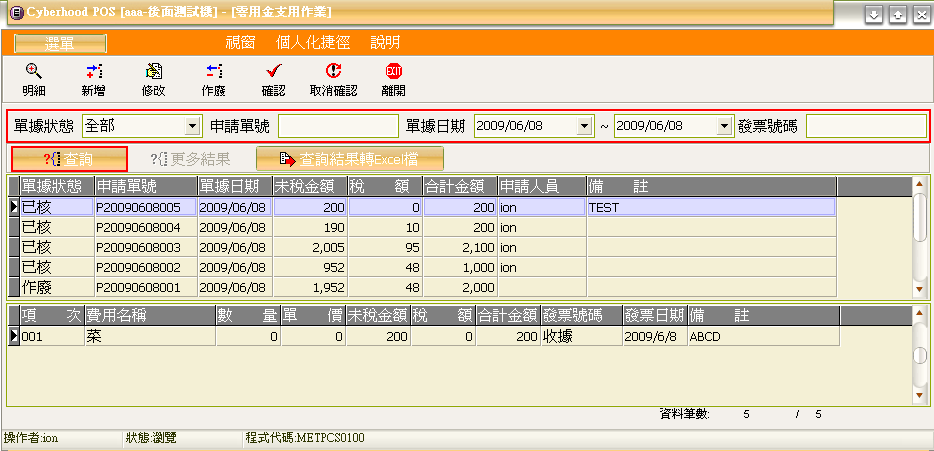 Cyberhood POS [aaa-後面測試機] - [零用金支用作業]
選單 視窗 個人化捷徑 說明
明細 新增 修改 作廢 確認 取消確認 離開
單據狀態 全部 申請單號 單據日期 2009/06/08 ~ 2009/06/08 發票號碼
查詢 更多結果 查詢結果轉Excel檔
單據狀態 申請單號 單據日期 未稅金額 稅 額 合計金額 申請人員 備 註
已核 P20090608005 2009/06/08 200 0 200 ion TEST
已核 P20090608004 2009/06/08 190 10 200 ion
已核 P20090608003 2009/06/08 2,005 95 2,100 ion
已核 P20090608002 2009/06/08 952 48 1,000 ion
作廢 P20090608001 2009/06/08 1,952 48 2,000
項 次 費用名稱 數 量 單 價 未稅金額 稅 額 合計金額 發票號碼 發票日期 備 註
001 菜 0 0 200 0 200 收據 2009/6/8 ABCD
資料筆數: 5 / 5
操作者:ion 狀態:瀏覽 程式代碼:METPCS0100